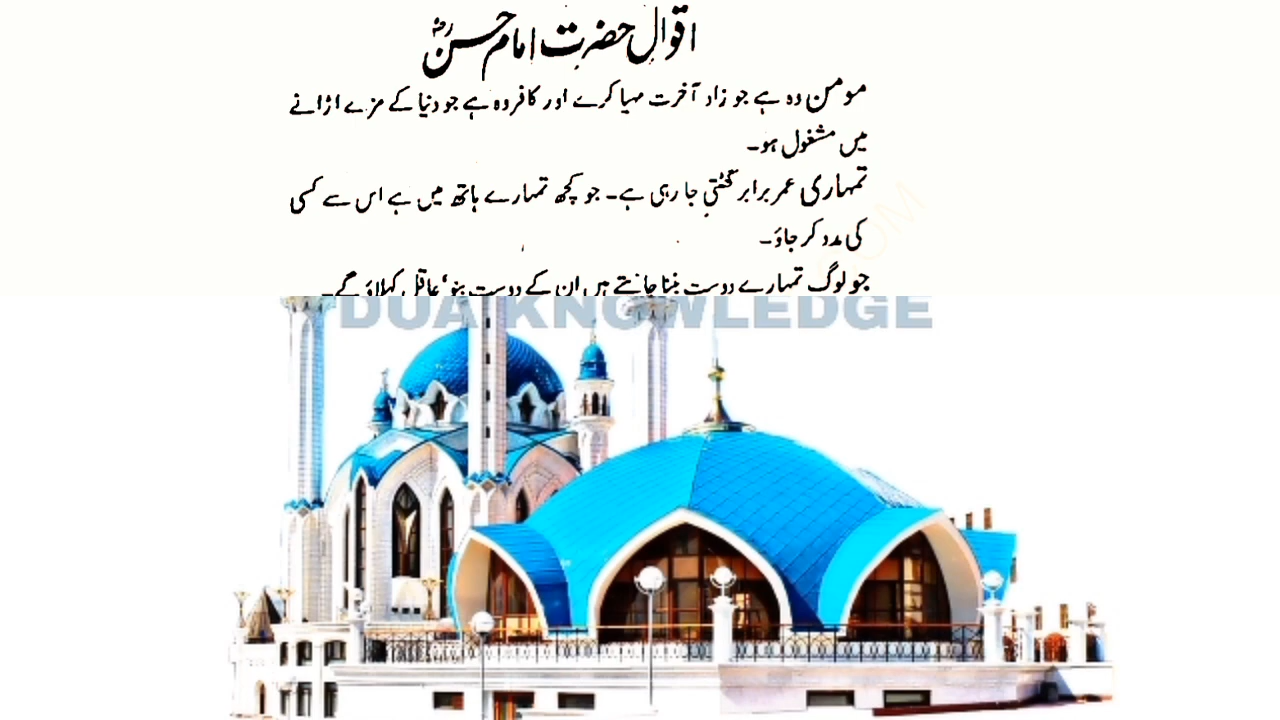 اقوالِ حضرت امام حسنؓ
مومن وہ ہے جو زاد آخرت مہیا کرے اور کافر وہ ہے جو دنیا کے مزے اڑانے
میں مشغول ہو۔
تمہاری عمر برابر گھٹتی جا رہی ہے۔ جو کچھ تمہارے ہاتھ میں ہے اس سے کسی
کی مدد کر جاؤ۔
جو لوگ تمہارے دوست بننا چاہتے ہیں ان کے دوست بنو‘ عاقل کہلاؤ گے۔
DUA KNOWLEDGE